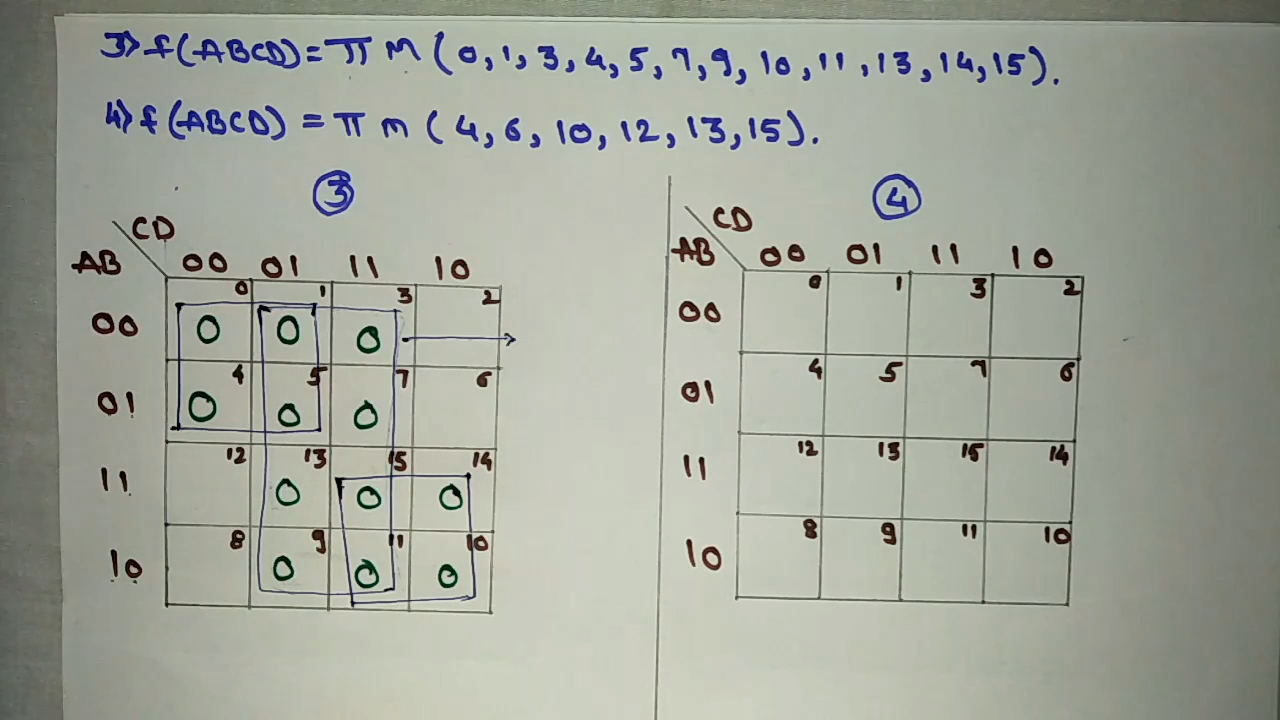 3) f(ABCD) = π M (0, 1, 3, 4, 5, 7, 9, 10, 11, 13, 14, 15).
4) f(ABCD) = π m (4, 6, 10, 12, 13, 15).
3 4
CD CD
AB 00 01 11 10 AB 00 01 11 10
0 1 3 2 0 1 3 2
00 0 0 0 00
4 5 7 6 4 5 7 6
01 0 0 0 01
12 13 15 14 12 13 15 14
11 0 0 0 11
8 9 11 10 8 9 11 10
10 0 0 0 10